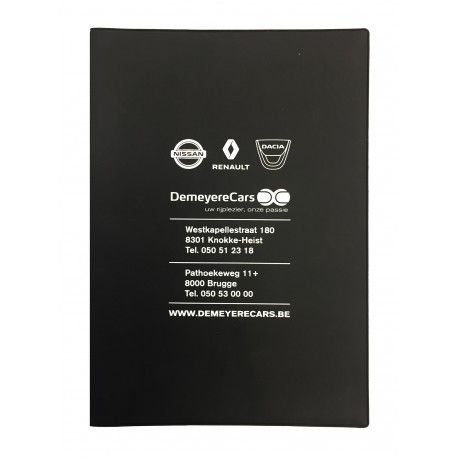 NISSAN
RENAULT
DACIA
DemeyereCars
uw rijplezier, onze passie
Westkapellestraat 180
8301 Knokke-Heist
Tel. 050 51 23 18
Pathoekeweg 11+
8000 Brugge
Tel. 050 53 00 00
WWW.DEMEYERECARS.BE